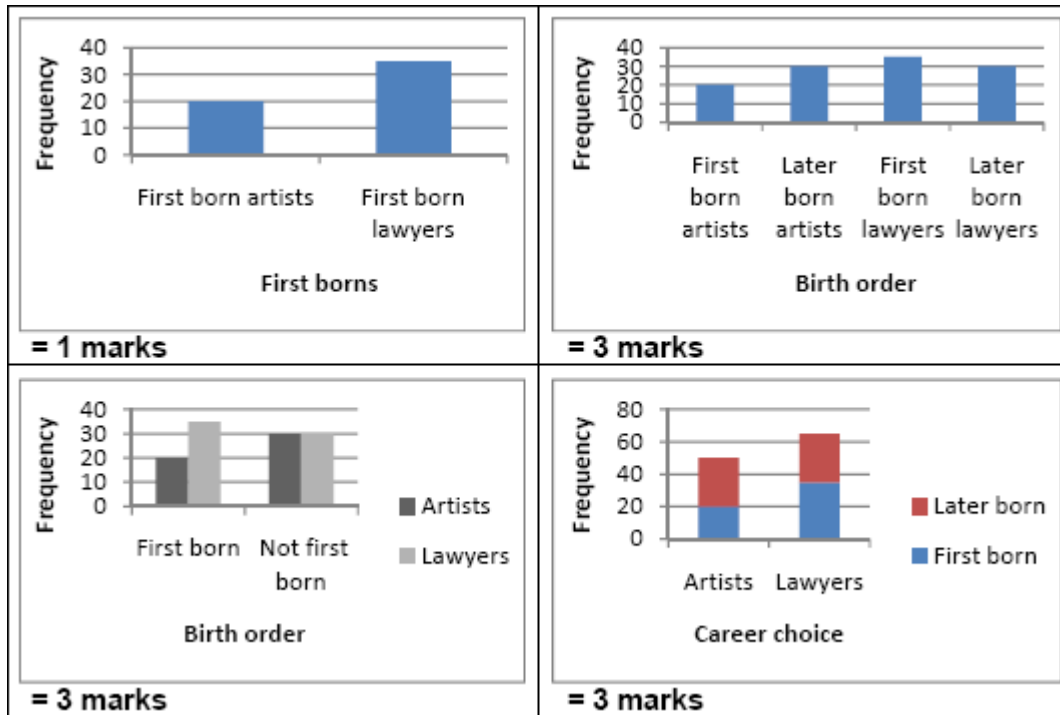 Frequency
40
30
20
10
0
First born artists
First born
lawyers
First borns
= 1 marks
Frequency
40
30
20
10
0
First
born
artists
Later
born
artists
First
born
lawyers
Later
born
lawyers
Birth order
= 3 marks
Frequency
40
30
20
10
0
First born
Not first
born
Artists
Lawyers
Birth order
= 3 marks
Frequency
80
60
40
20
0
Artists
Lawyers
Later born
First born
Career choice
= 3 marks